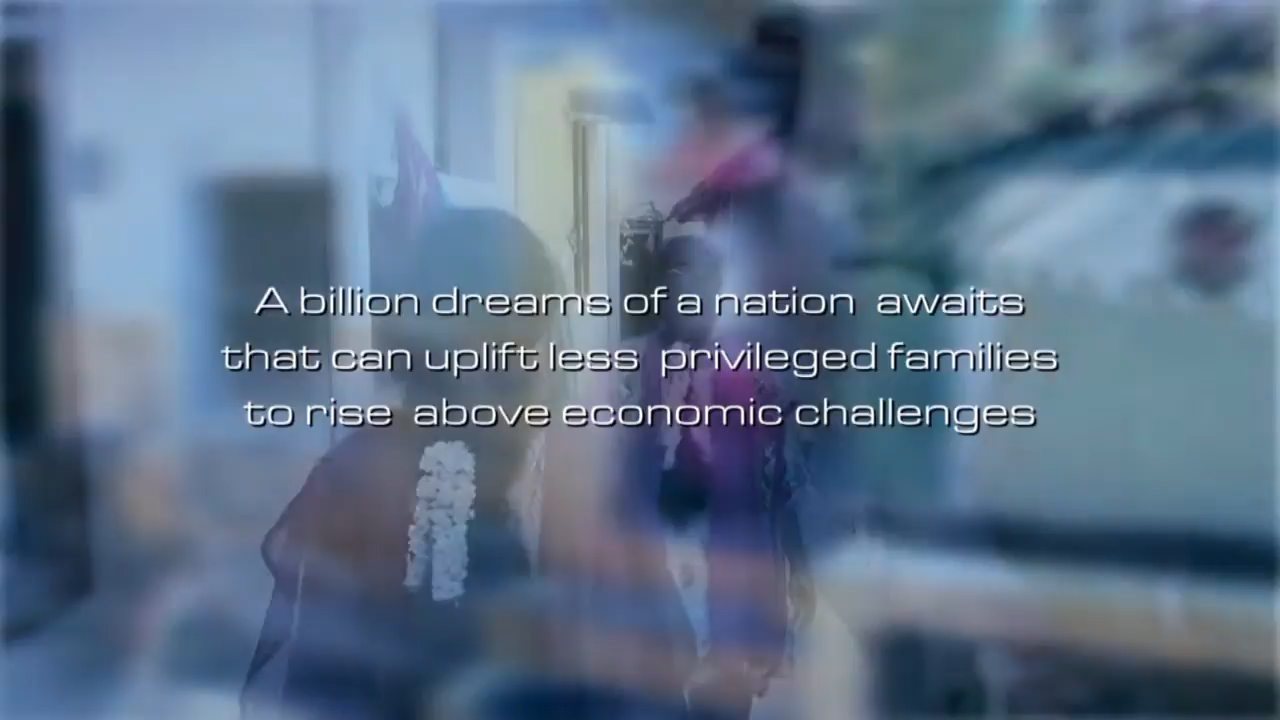 A billion dreams of a nation awaits
that can uplift less privileged families
to rise above economic challenges